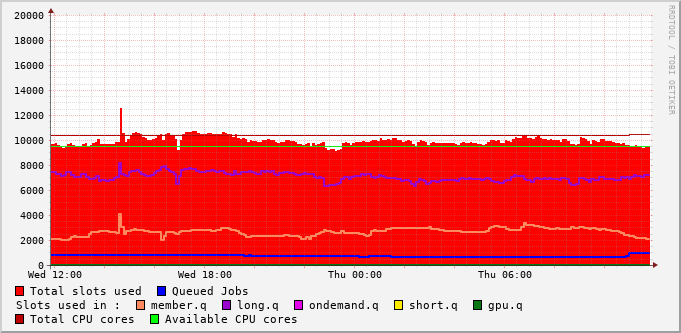 20000
18000
16000
14000
12000
10000
8000
6000
4000
2000
0
Wed 12:00 Wed 18:00 Thu 00:00 Thu 06:00
Total slots used Queued Jobs
Slots used in : member.q long.q ondemand.q short.q gpu.q
Total CPU cores Available CPU cores
RRDTOOL / TOBI OETIKER